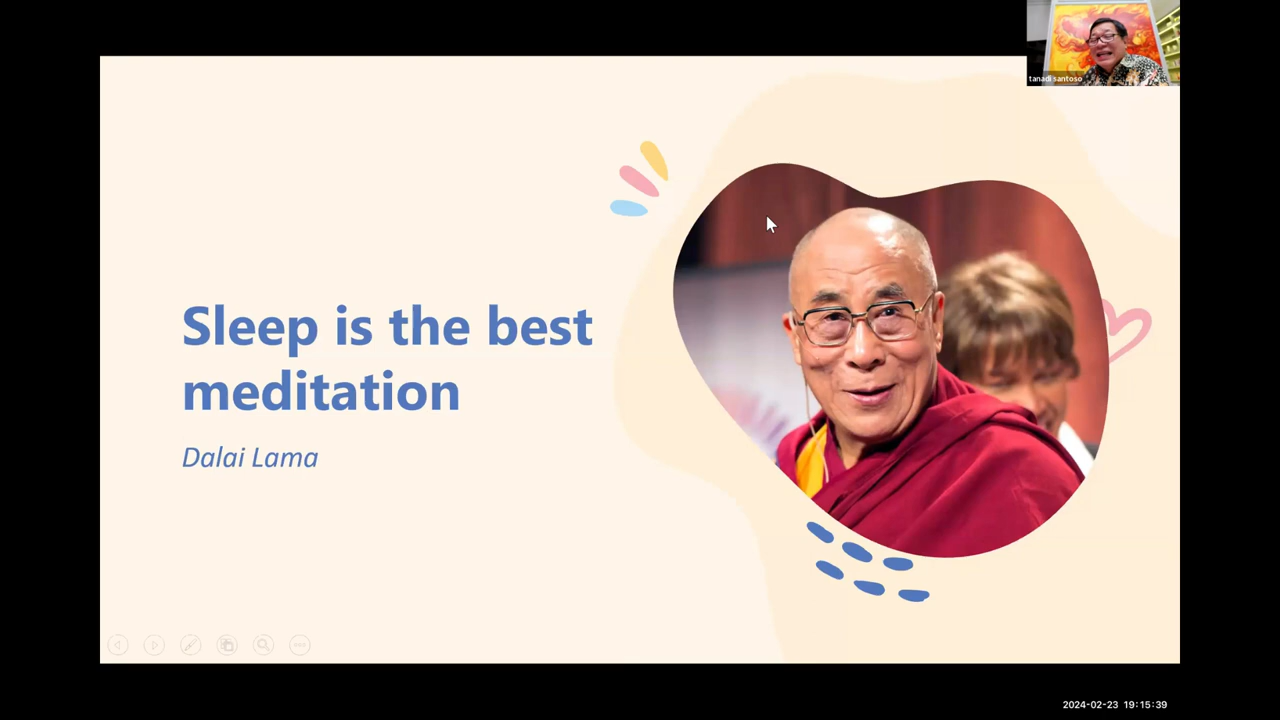 tanadi santoso
Sleep is the best
meditation
Dalai Lama
2024-02-23 19:15:39